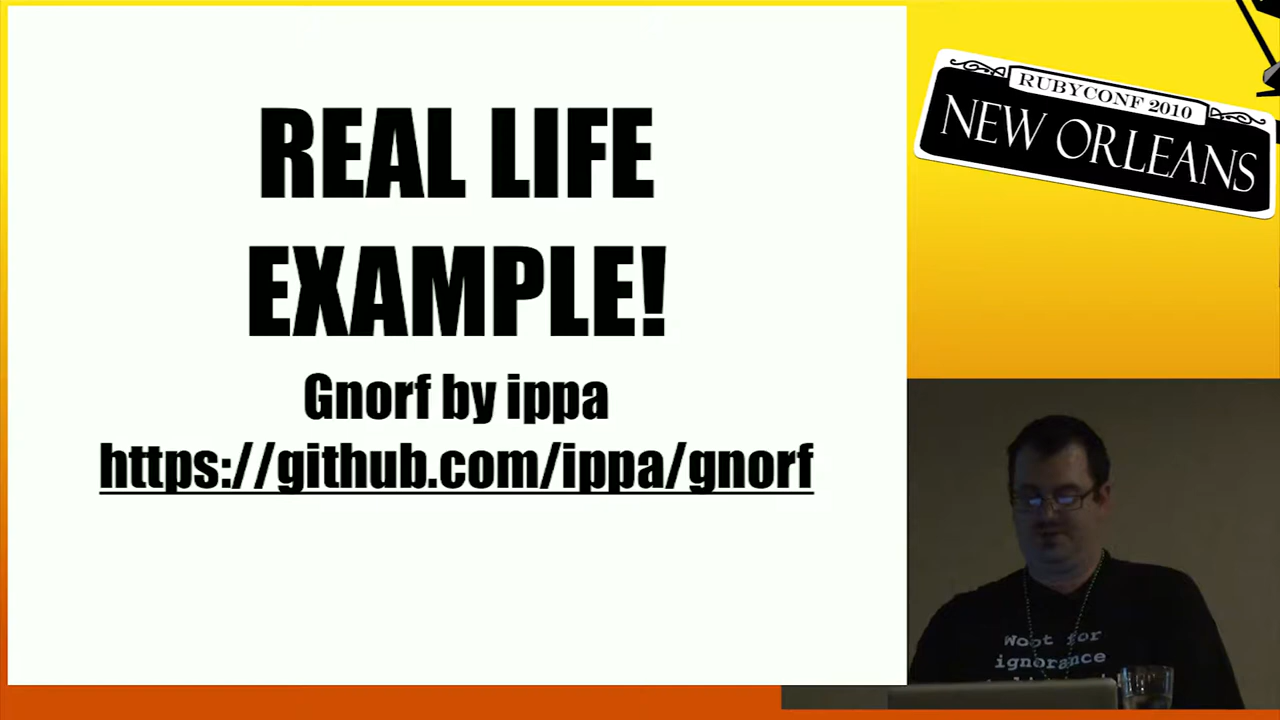 REAL LIFE
EXAMPLE!
Gnorf by ippa
https://github.com/ippa/gnorf
RUBYCONF 2010
NEW ORLEANS
Woot for
ignorance